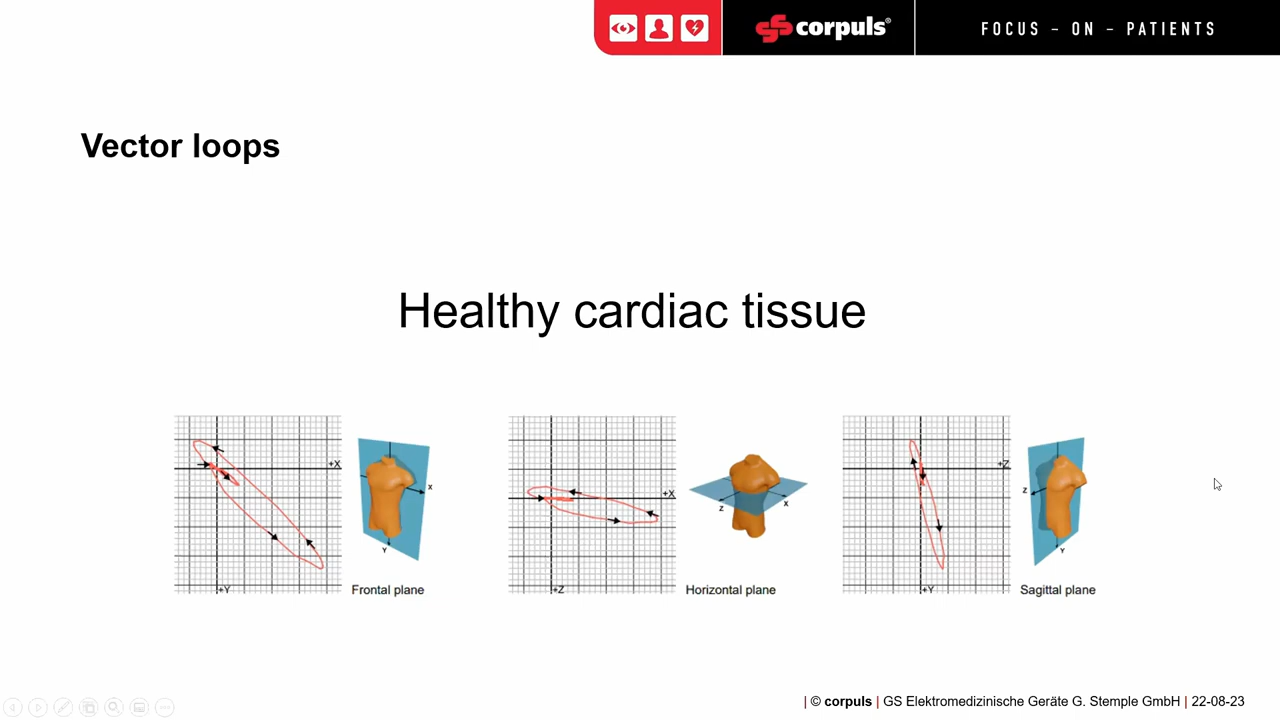 corpuls®
FOCUS – ON – PATIENTS
Vector loops
Healthy cardiac tissue
+X
+Y
X
Y
Frontal plane
+X
+Z
Z
X
Horizontal plane
+Z
+Y
Z
Y
Sagittal plane
| © corpuls | GS Elektromedizinische Geräte G. Stemple GmbH | 22-08-23